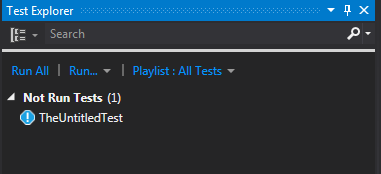 Test Explorer
Search
Run All | Run... | Playlist : All Tests
Not Run Tests (1)
TheUntitledTest